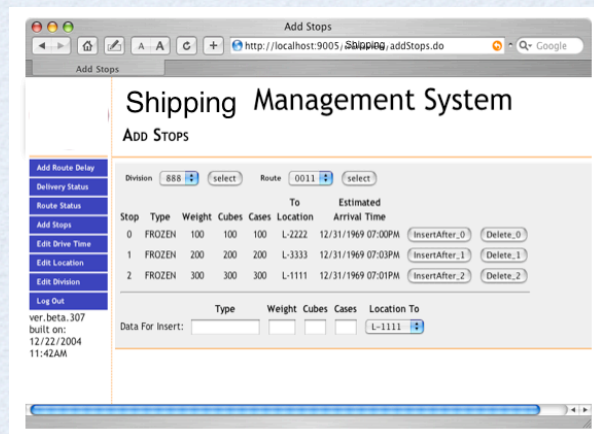 Add Stops
A A C + http://localhost:9005/Shipping/addStops.do Q- Google
Add Stops
Shipping Management System
ADD STOPS
Add Route Delay
Delivery Status
Route Status
Add Stops
Edit Drive Time
Edit Location
Edit Division
Log Out
ver.beta.307
built on:
12/22/2004
11:42AM
Division 888 select Route 0011 select
To Estimated
Stop Type Weight Cubes Cases Location Arrival Time
0 FROZEN 100 100 100 L-2222 12/31/1969 07:00PM InsertAfter_0 Delete_0
1 FROZEN 200 200 200 L-3333 12/31/1969 07:03PM InsertAfter_1 Delete_1
2 FROZEN 300 300 300 L-1111 12/31/1969 07:01PM InsertAfter_2 Delete_2
Type Weight Cubes Cases Location To
Data For Insert: L-1111